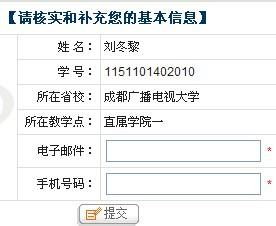 【请核实和补充您的基本信息】
姓 名： 刘冬黎
学 号： 1151101402010
所在省校： 成都广播电视大学
所在教学点： 直属学院一
电子邮件： *
手机号码： *
提交